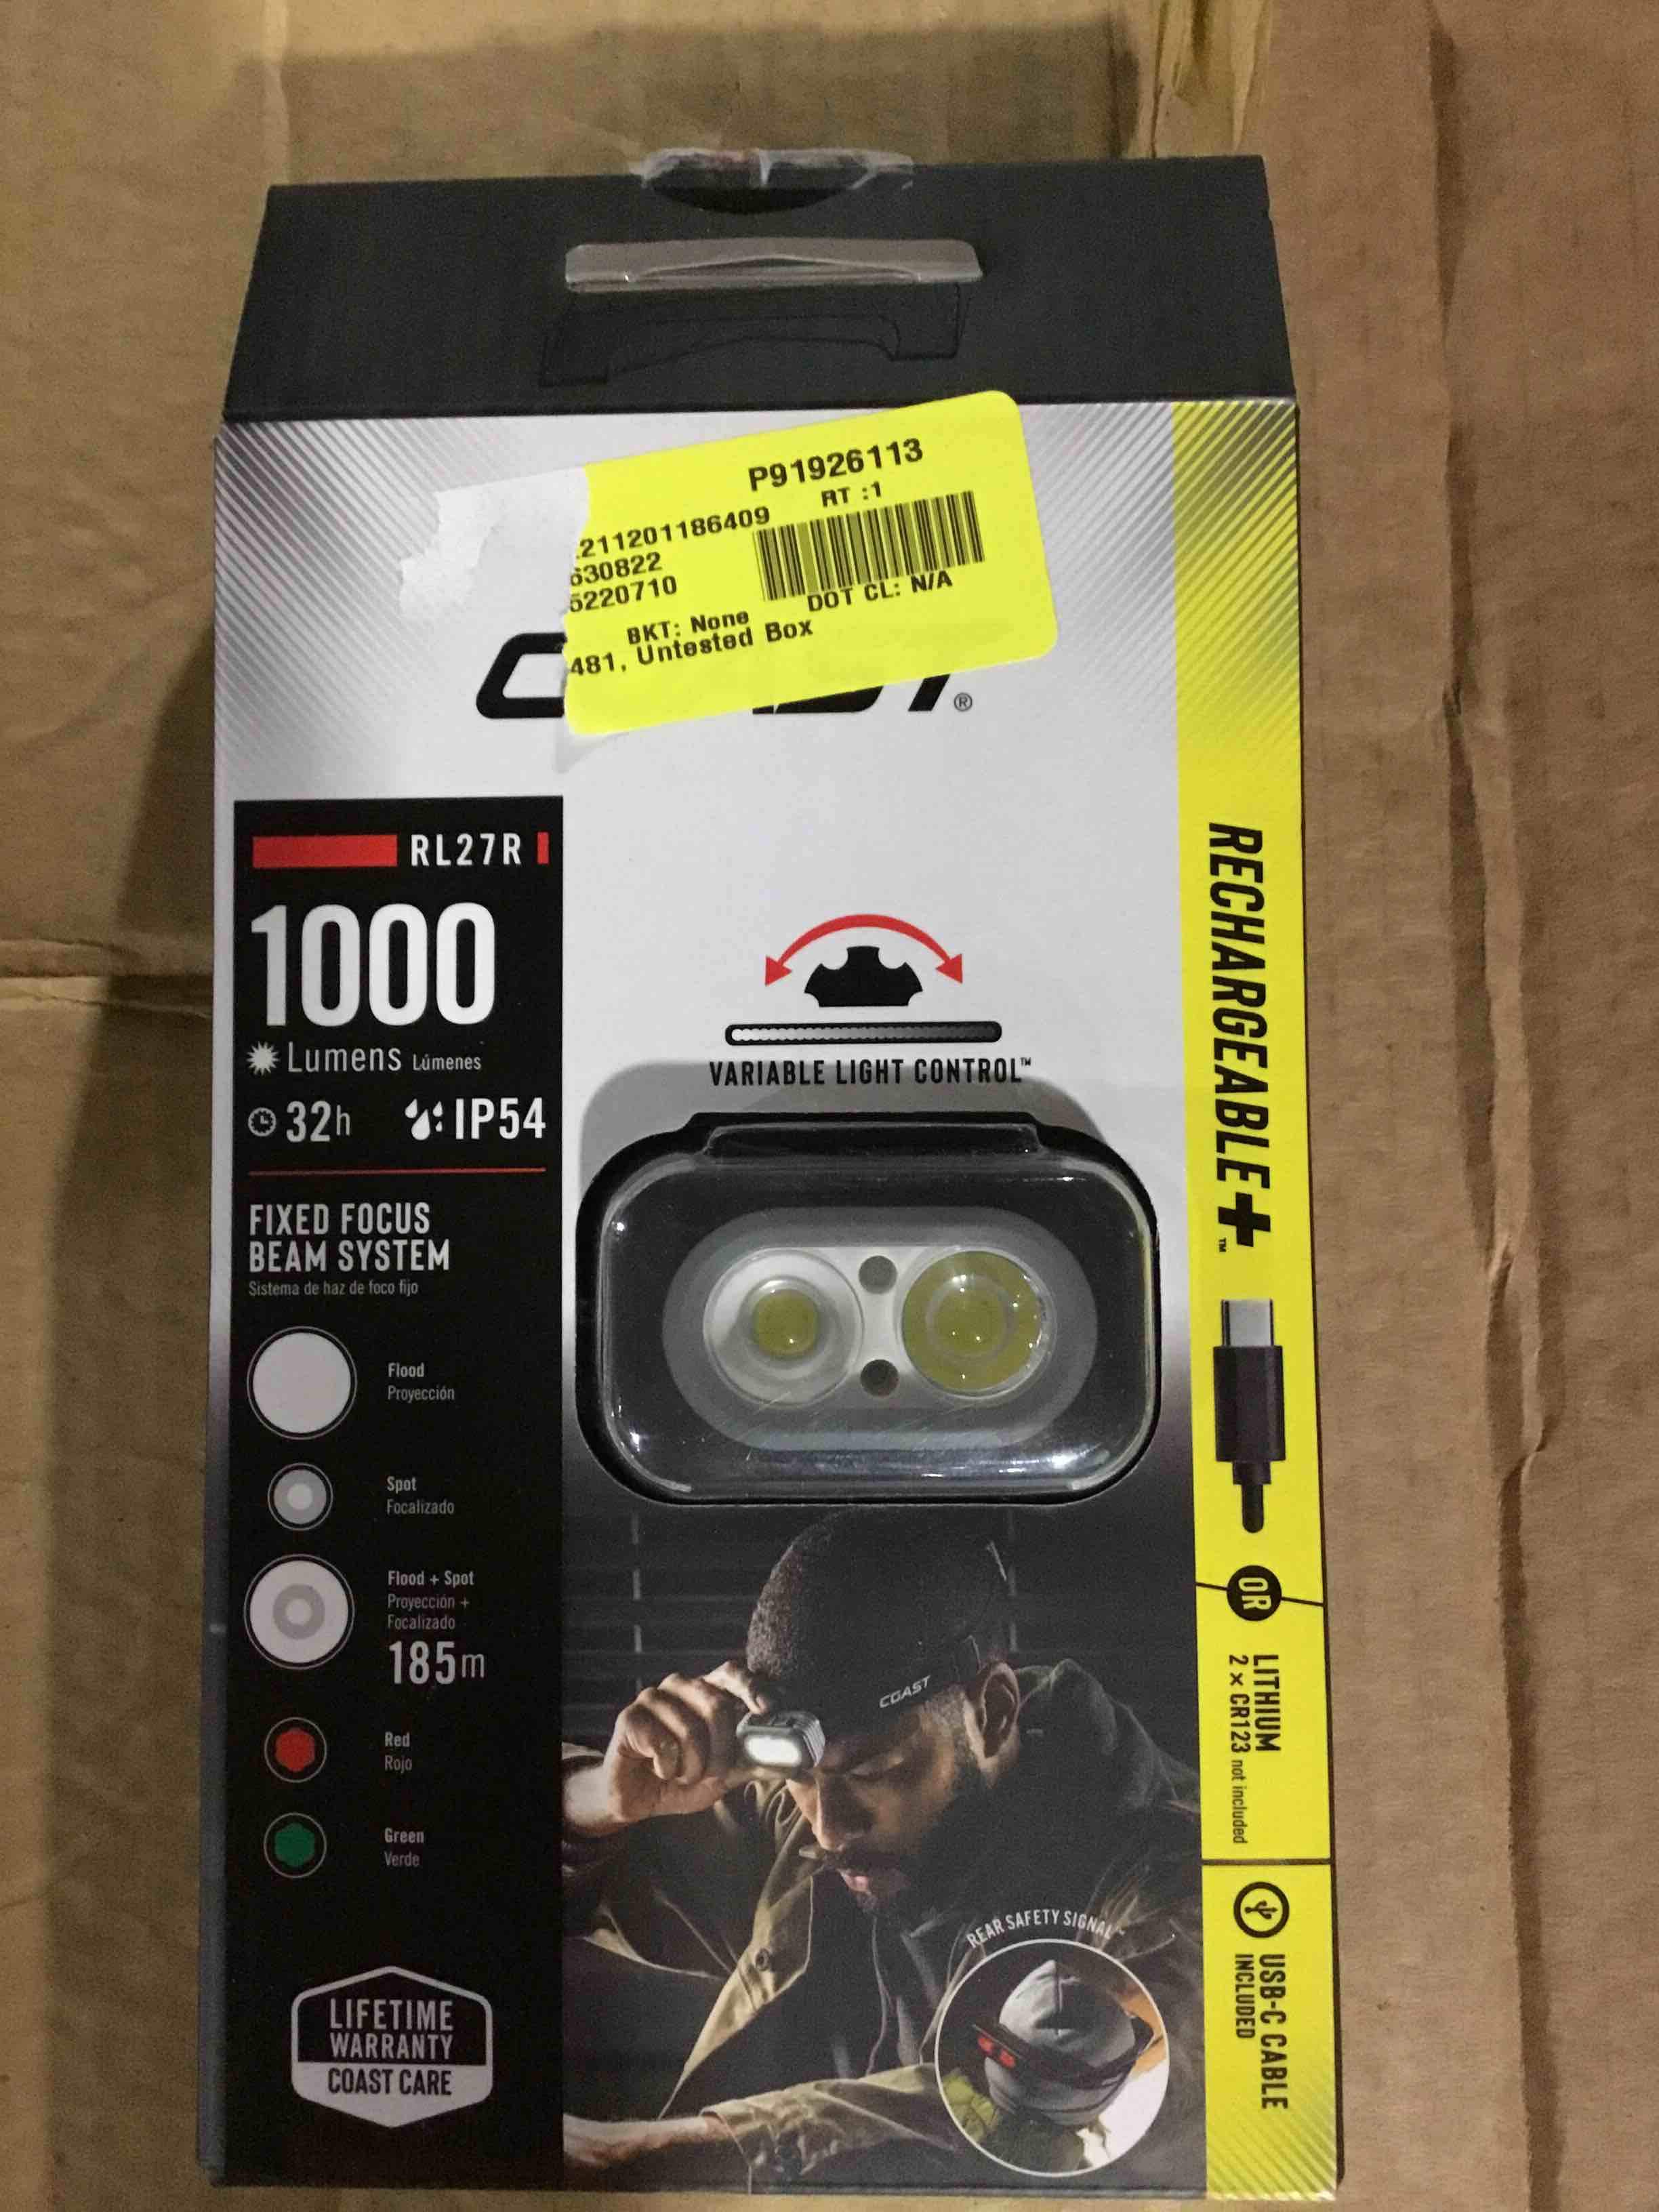 P91926113
RT :1
211201186409
630822
5220710
DOT CL: N/A
BKT: None
481, Untested Box
®
RL27R
1000
Lumens Lúmenes
32h IP54
FIXED FOCUS
BEAM SYSTEM
Sistema de haz de foco fijo
Flood
Proyección
Spot
Focalizado
Flood + Spot
Proyección +
Focalizado
185m
Red
Rojo
Green
Verde
LIFETIME
WARRANTY
COAST CARE
VARIABLE LIGHT CONTROL™
COAST
REAR SAFETY SIGNAL™
RECHARGEABLE+™
OR
LITHIUM
2 x CR123 not included
USB-C CABLE
INCLUDED